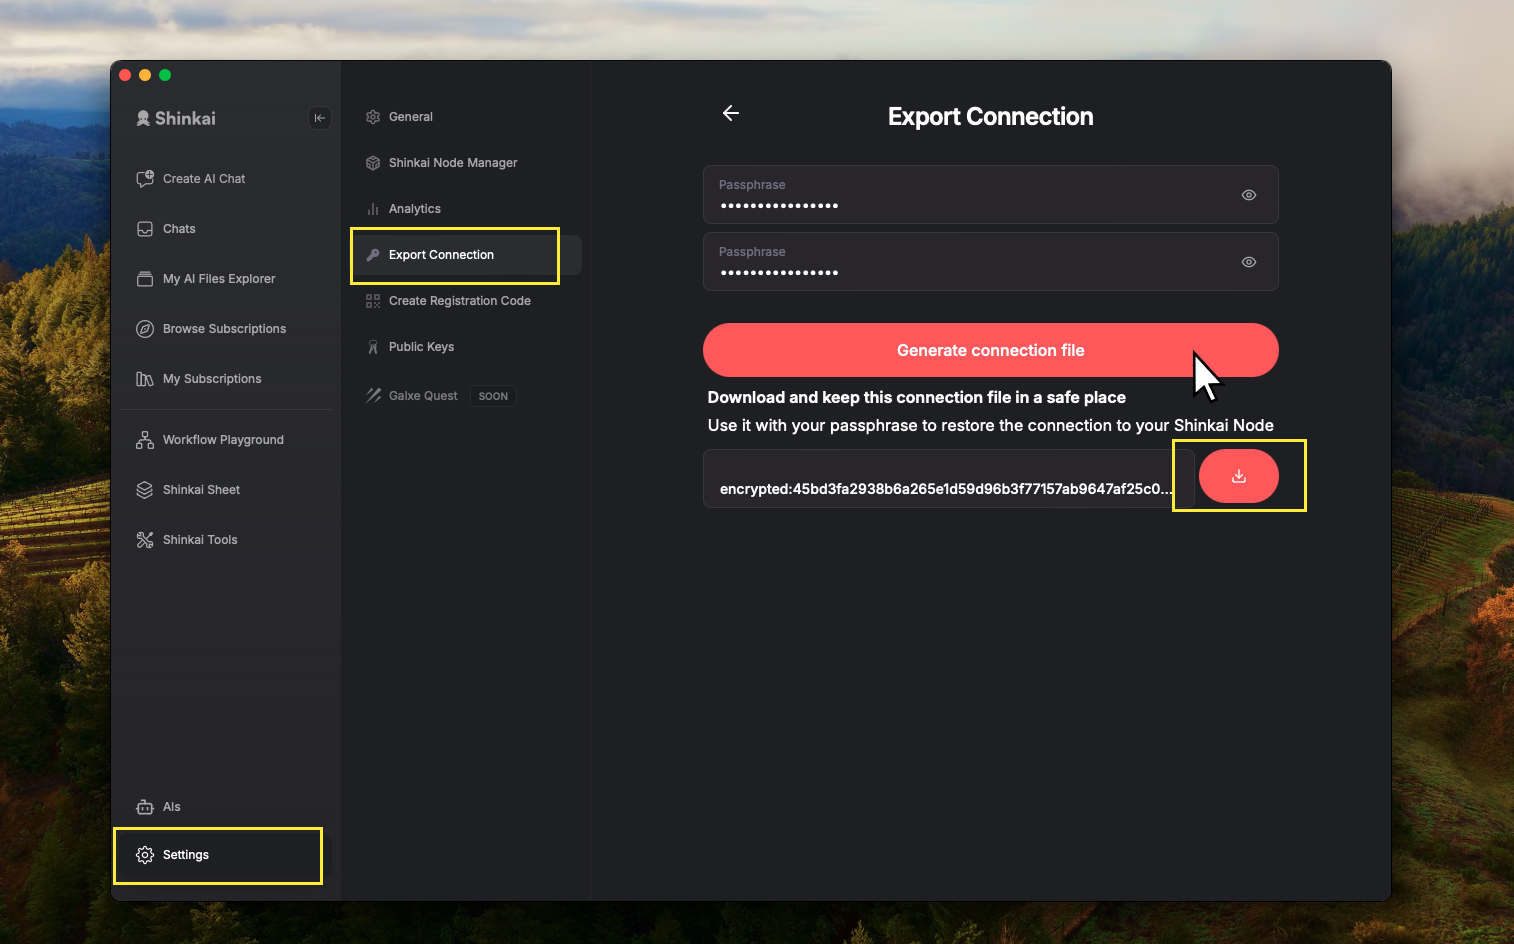 Shinkai
Create AI Chat
Chats
My AI Files Explorer
Browse Subscriptions
My Subscriptions
Workflow Playground
Shinkai Sheet
Shinkai Tools
AIs
Settings
General
Shinkai Node Manager
Analytics
Export Connection
Create Registration Code
Public Keys
Galxe Quest SOON
Export Connection
Passphrase
••••••••••••••••
Passphrase
••••••••••••••••
Generate connection file
Download and keep this connection file in a safe place
Use it with your passphrase to restore the connection to your Shinkai Node
encrypted:45bd3fa2938b6a265e1d59d96b3f77157ab9647af25c0...